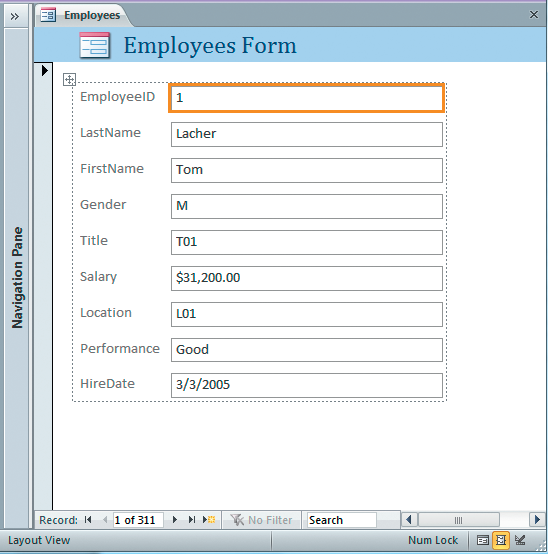 Employees
Employees Form
EmployeeID 1
LastName Lacher
FirstName Tom
Gender M
Title T01
Salary $31,200.00
Location L01
Performance Good
HireDate 3/3/2005
Navigation Pane
Record: 1 of 311 No Filter Search
Layout View Num Lock